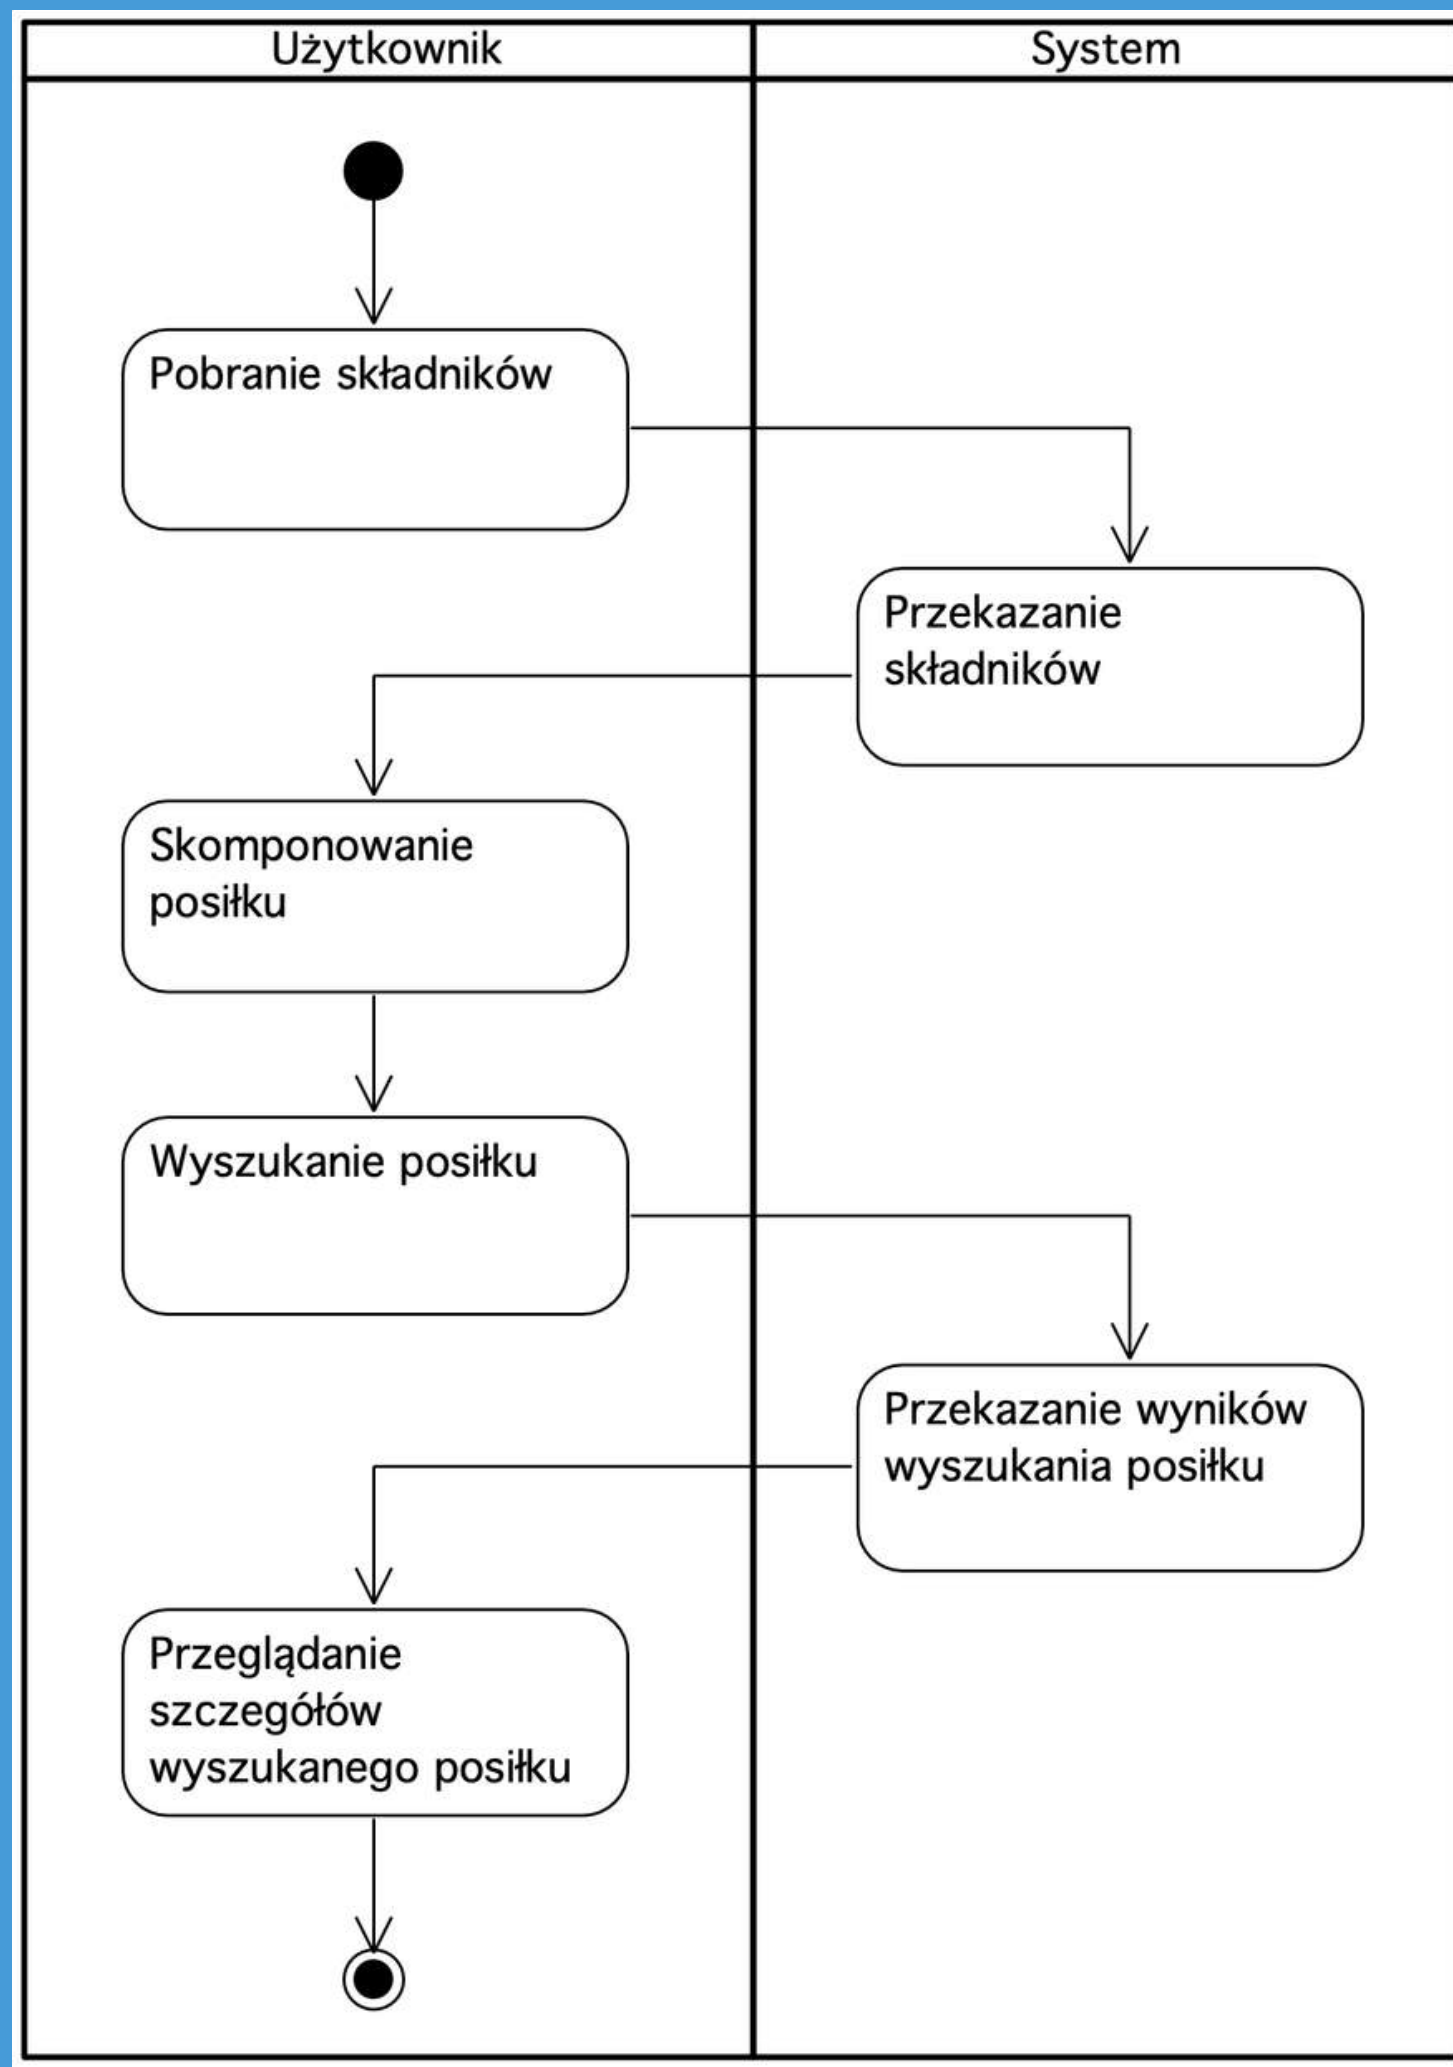 Użytkownik
System
Pobranie składników
Przekazanie
składników
Skomponowanie
posiłku
Wyszukanie posiłku
Przekazanie wyników
wyszukania posiłku
Przeglądanie
szczegółów
wyszukanego posiłku